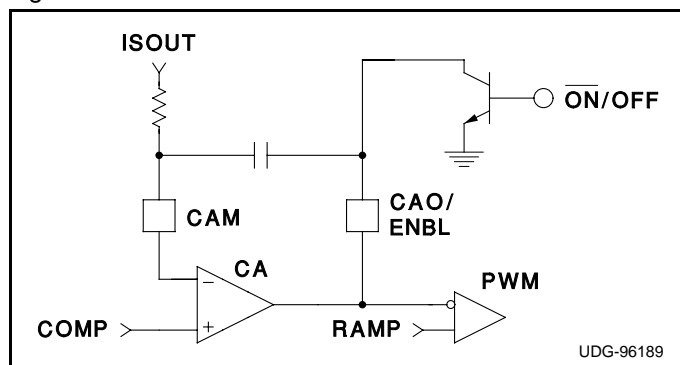 ISOUT
ON/OFF
CAM
CAO/
ENBL
CA
PWM
COMP
RAMP
UDG-96189